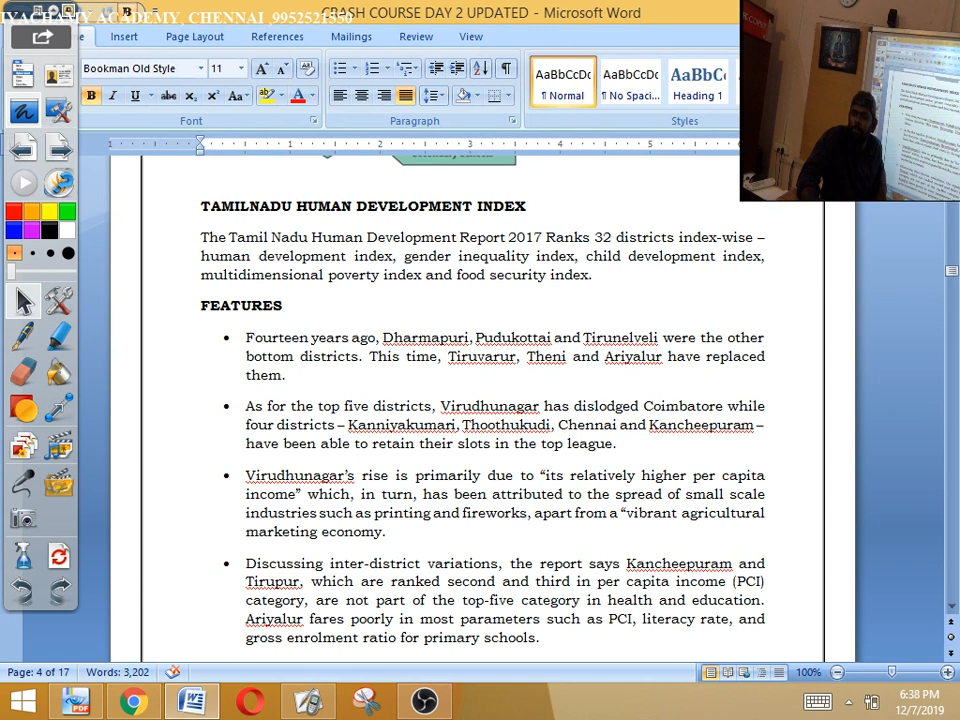 IYACHAMY ACADEMY, CHENNAI ,9952521550
CRASH COURSE DAY 2 UPDATED - Microsoft Word
Insert Page Layout References Mailings Review View
Bookman Old Style 11
AaBbCcDc AaBbCcDc AaBbCc
¶ Normal ¶ No Spaci... Heading 1
Font Paragraph Styles
TAMILNADU HUMAN DEVELOPMENT INDEX
The Tamil Nadu Human Development Report 2017 Ranks 32 districts index-wise –
human development index, gender inequality index, child development index,
multidimensional poverty index and food security index.
FEATURES
• Fourteen years ago, Dharmapuri, Pudukottai and Tirunelveli were the other
bottom districts. This time, Tiruvarur, Theni and Ariyalur have replaced
them.
• As for the top five districts, Virudhunagar has dislodged Coimbatore while
four districts – Kanniyakumari, Thoothukudi, Chennai and Kancheepuram –
have been able to retain their slots in the top league.
• Virudhunagar’s rise is primarily due to “its relatively higher per capita
income” which, in turn, has been attributed to the spread of small scale
industries such as printing and fireworks, apart from a “vibrant agricultural
marketing economy.
• Discussing inter-district variations, the report says Kancheepuram and
Tirupur, which are ranked second and third in per capita income (PCI)
category, are not part of the top-five category in health and education.
Ariyalur fares poorly in most parameters such as PCI, literacy rate, and
gross enrolment ratio for primary schools.
Page: 4 of 17 Words: 3,202 100%
6:38 PM
12/7/2019